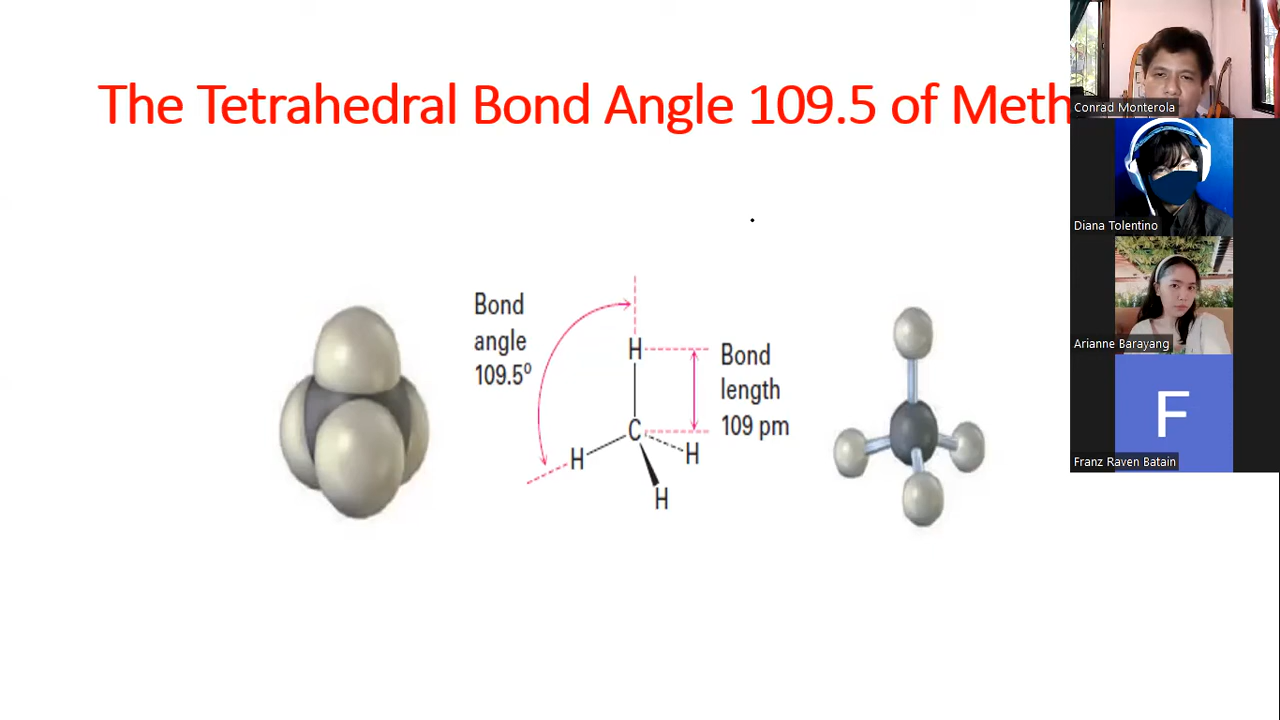 The Tetrahedral Bond Angle 109.5 of Meth
Bond
angle
109.5⁰
H
C
H
H
H
Bond
length
109 pm
Conrad Monterola
Diana Tolentino
Arianne Barayang
F
Franz Raven Batain